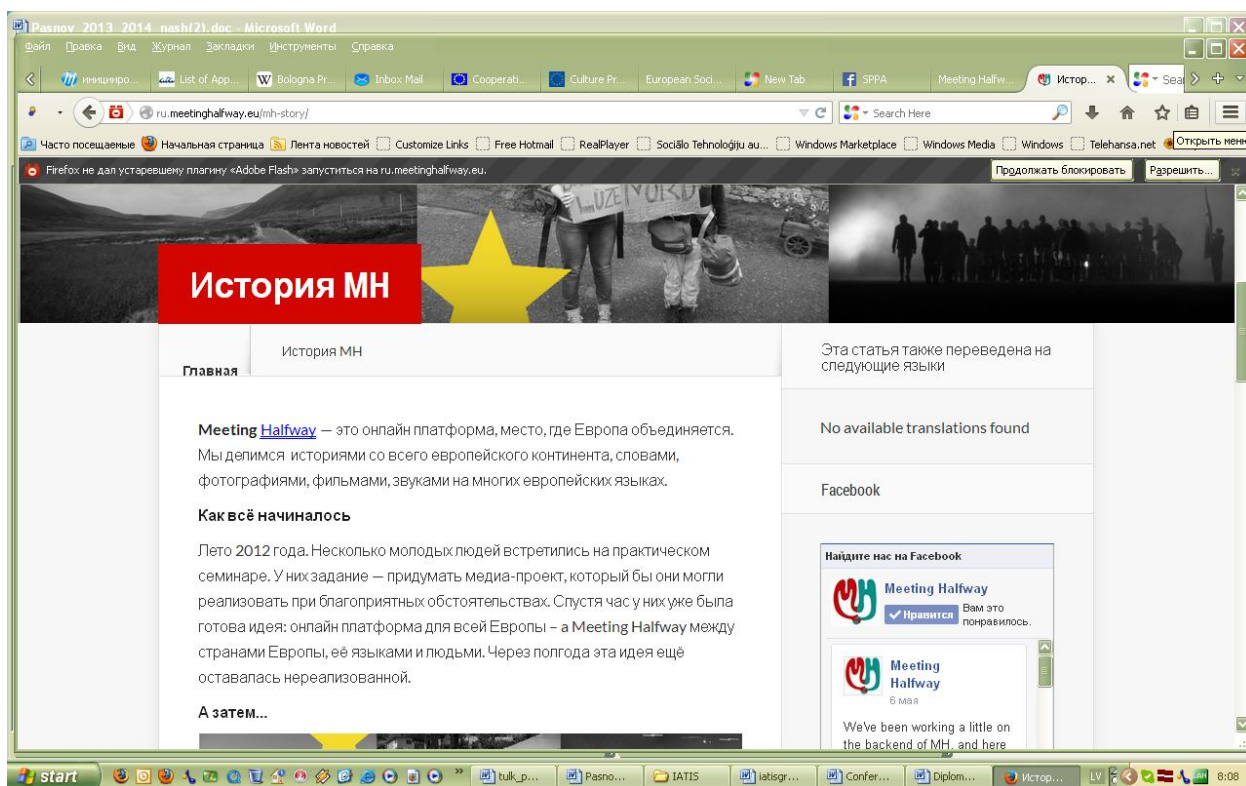 Pasnov_2013_2014_nash(2).doc - Microsoft Word
Файл Правка Вид Журнал Закладки Инструменты Справка
иницииро... List of App... Bologna Pr... Inbox Mail Cooperati... Culture Pr... European Soci... New Tab SPPA Meeting Halfw... Истор... Sea
ru.meetinghalfway.eu/mh-story/ Search Here
Часто посещаемые Начальная страница Лента новостей Customize Links Free Hotmail RealPlayer Sociālo Tehnoloģiju au... Windows Marketplace Windows Media Windows Telehansa.net Открыть меню
Firefox не дал устаревшему плагину «Adobe Flash» запуститься на ru.meetinghalfway.eu. Продолжать блокировать Разрешить...
История MH
Главная
История MH
Meeting Halfway — это онлайн платформа, место, где Европа объединяется.
Мы делимся историями со всего европейского континента, словами,
фотографиями, фильмами, звуками на многих европейских языках.
Как всё начиналось
Лето 2012 года. Несколько молодых людей встретились на практическом
семинаре. У них задание — придумать медиа-проект, который бы они могли
реализовать при благоприятных обстоятельствах. Спустя час у них уже была
готова идея: онлайн платформа для всей Европы – a Meeting Halfway между
странами Европы, её языками и людьми. Через полгода эта идея ещё
оставалась нереализованной.
А затем...
Эта статья также переведена на
следующие языки
No available translations found
Facebook
Найдите нас на Facebook
Meeting Halfway
Нравится
Вам это
понравилось.
Meeting
Halfway
6 мая
We've been working a little on
the backend of MH, and here
start tulk_p... Pasno... IATIS iatisgr... Confer... Diplom... Истор... LV 8:08